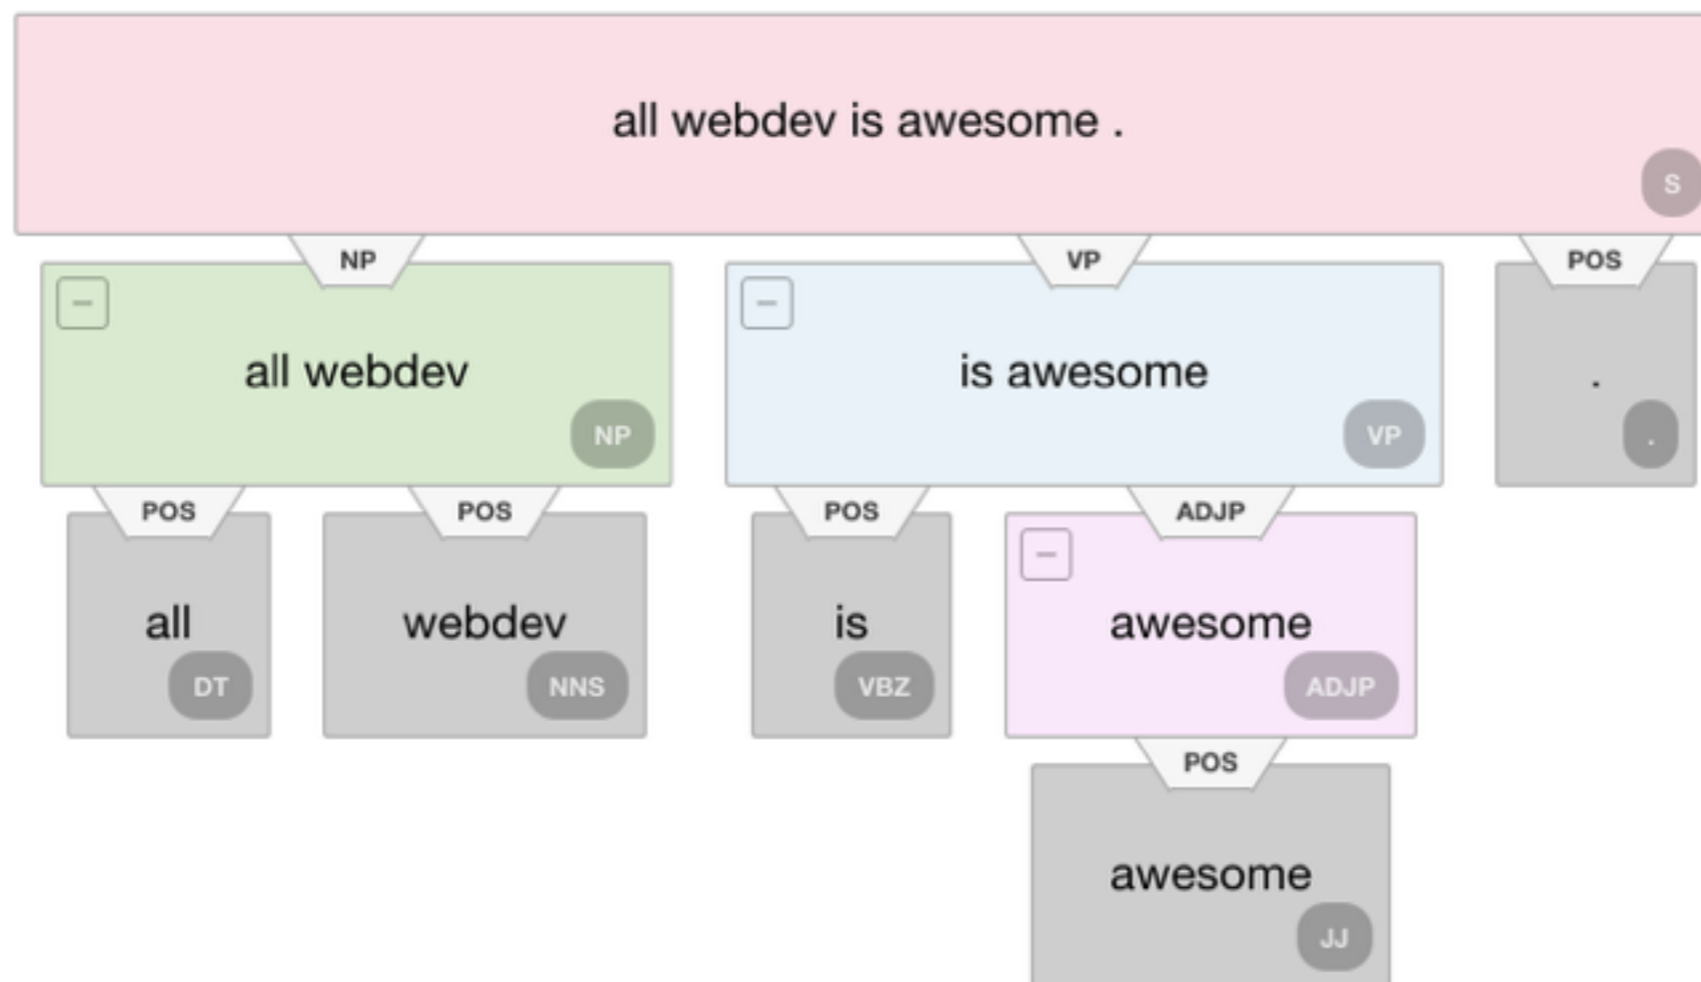 all webdev is awesome .
S
NP VP POS
− −
all webdev is awesome .
NP VP .
POS POS POS ADJP
−
all webdev is awesome
DT NNS VBZ ADJP
POS
awesome
JJ